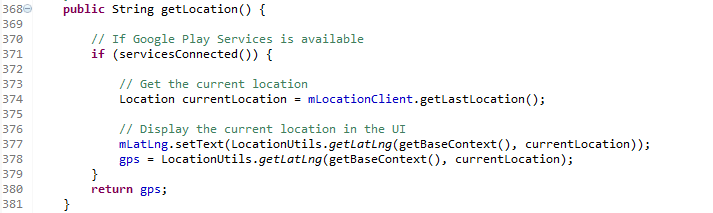 368 public String getLocation() {
369
370 // If Google Play Services is available
371 if (servicesConnected()) {
372
373 // Get the current location
374 Location currentLocation = mLocationClient.getLastLocation();
375
376 // Display the current location in the UI
377 mLatLng.setText(LocationUtils.getLatLng(getBaseContext(), currentLocation));
378 gps = LocationUtils.getLatLng(getBaseContext(), currentLocation);
379 }
380 return gps;
381 }